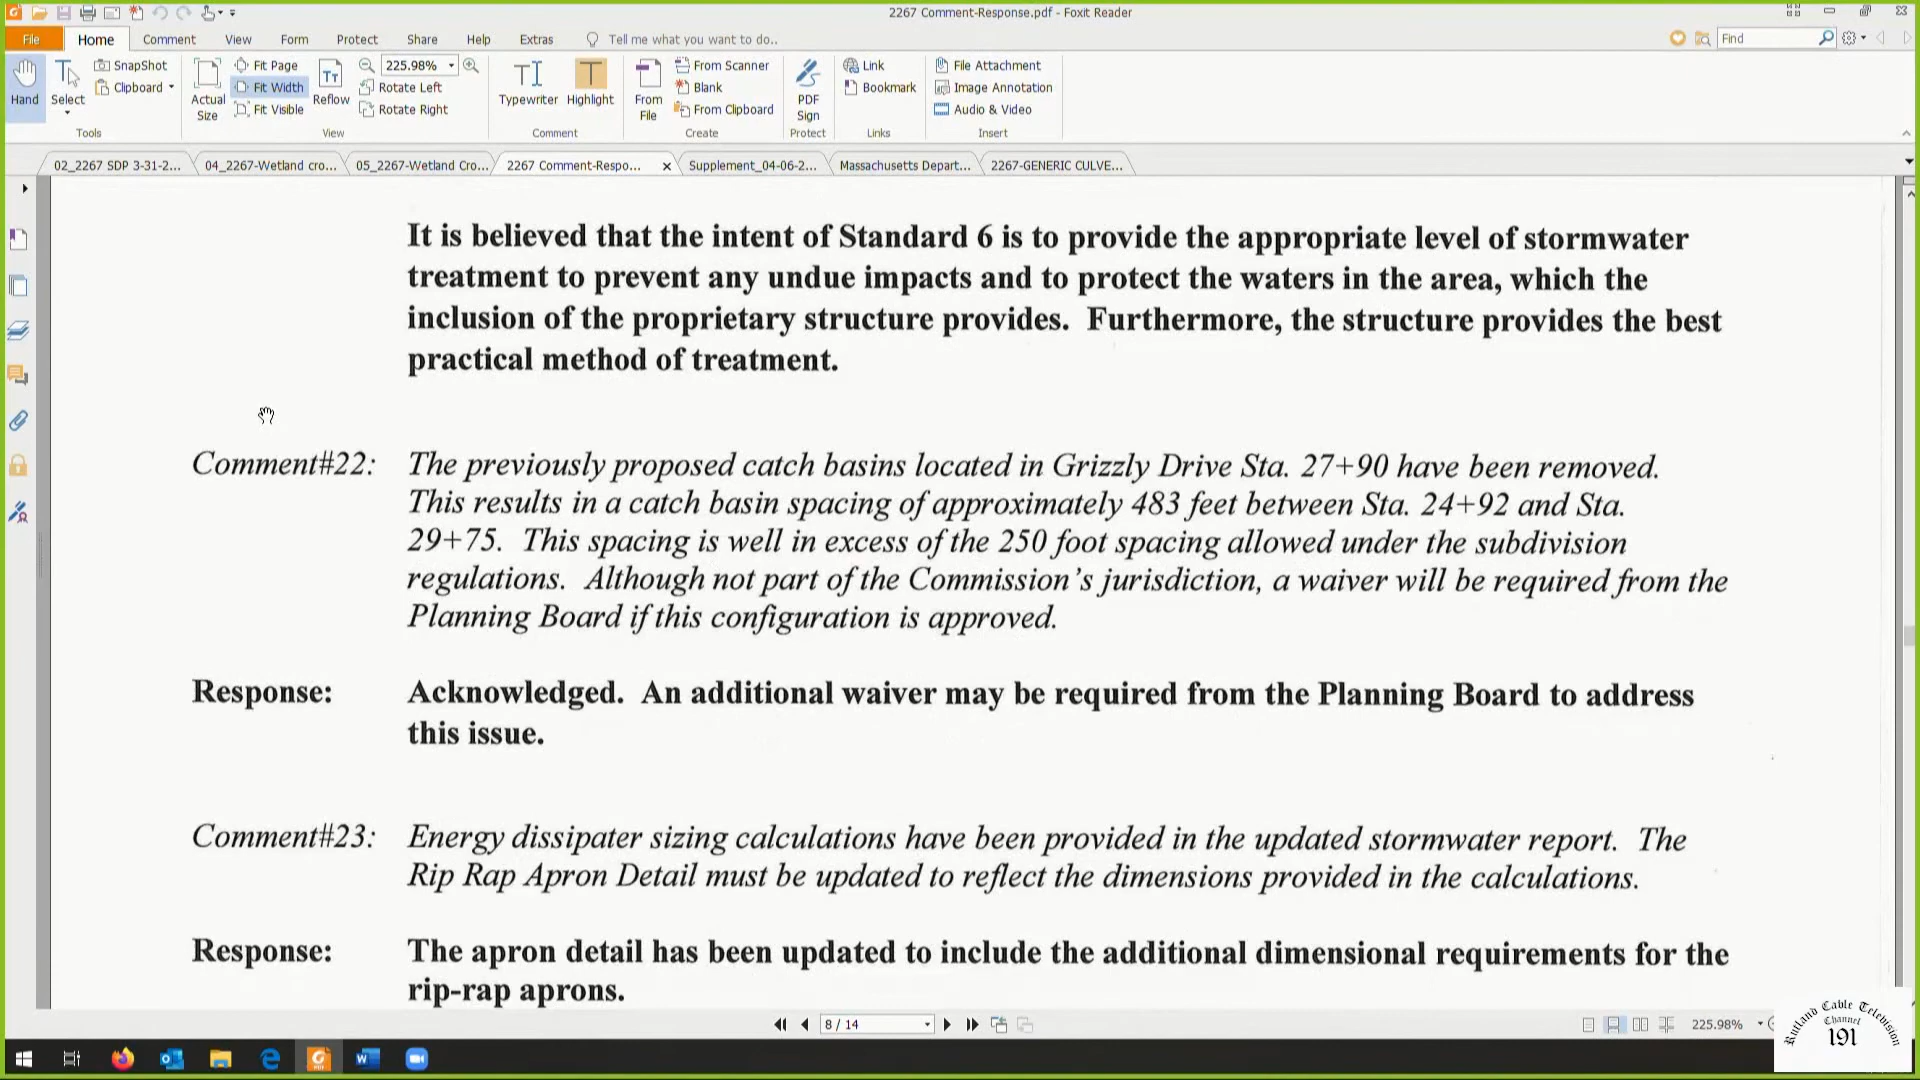 2267 Comment-Response.pdf - Foxit Reader
File Home Comment View Form Protect Share Help Extras Tell me what you want to do.. Find
Hand
Select
SnapShot
Clipboard
Tools
Actual Size
Fit Page
Fit Width
Fit Visible
Reflow
225.98%
Rotate Left
Rotate Right
View
Typewriter
Highlight
Comment
From File
From Scanner
Blank
From Clipboard
Create
PDF Sign
Protect
Link
Bookmark
Links
File Attachment
Image Annotation
Audio & Video
Insert
02_2267 SDP 3-31-2... 04_2267-Wetland cro... 05_2267-Wetland Cro... 2267 Comment-Respo... Supplement_04-06-2... Massachusetts Depart... 2267-GENERIC CULVE...
It is believed that the intent of Standard 6 is to provide the appropriate level of stormwater
treatment to prevent any undue impacts and to protect the waters in the area, which the
inclusion of the proprietary structure provides. Furthermore, the structure provides the best
practical method of treatment.
Comment#22: The previously proposed catch basins located in Grizzly Drive Sta. 27+90 have been removed.
This results in a catch basin spacing of approximately 483 feet between Sta. 24+92 and Sta.
29+75. This spacing is well in excess of the 250 foot spacing allowed under the subdivision
regulations. Although not part of the Commission's jurisdiction, a waiver will be required from the
Planning Board if this configuration is approved.
Response: Acknowledged. An additional waiver may be required from the Planning Board to address
this issue.
Comment#23: Energy dissipater sizing calculations have been provided in the updated stormwater report. The
Rip Rap Apron Detail must be updated to reflect the dimensions provided in the calculations.
Response: The apron detail has been updated to include the additional dimensional requirements for the
rip-rap aprons.
8 / 14
225.98%
Rutland Cable Television
Channel
191